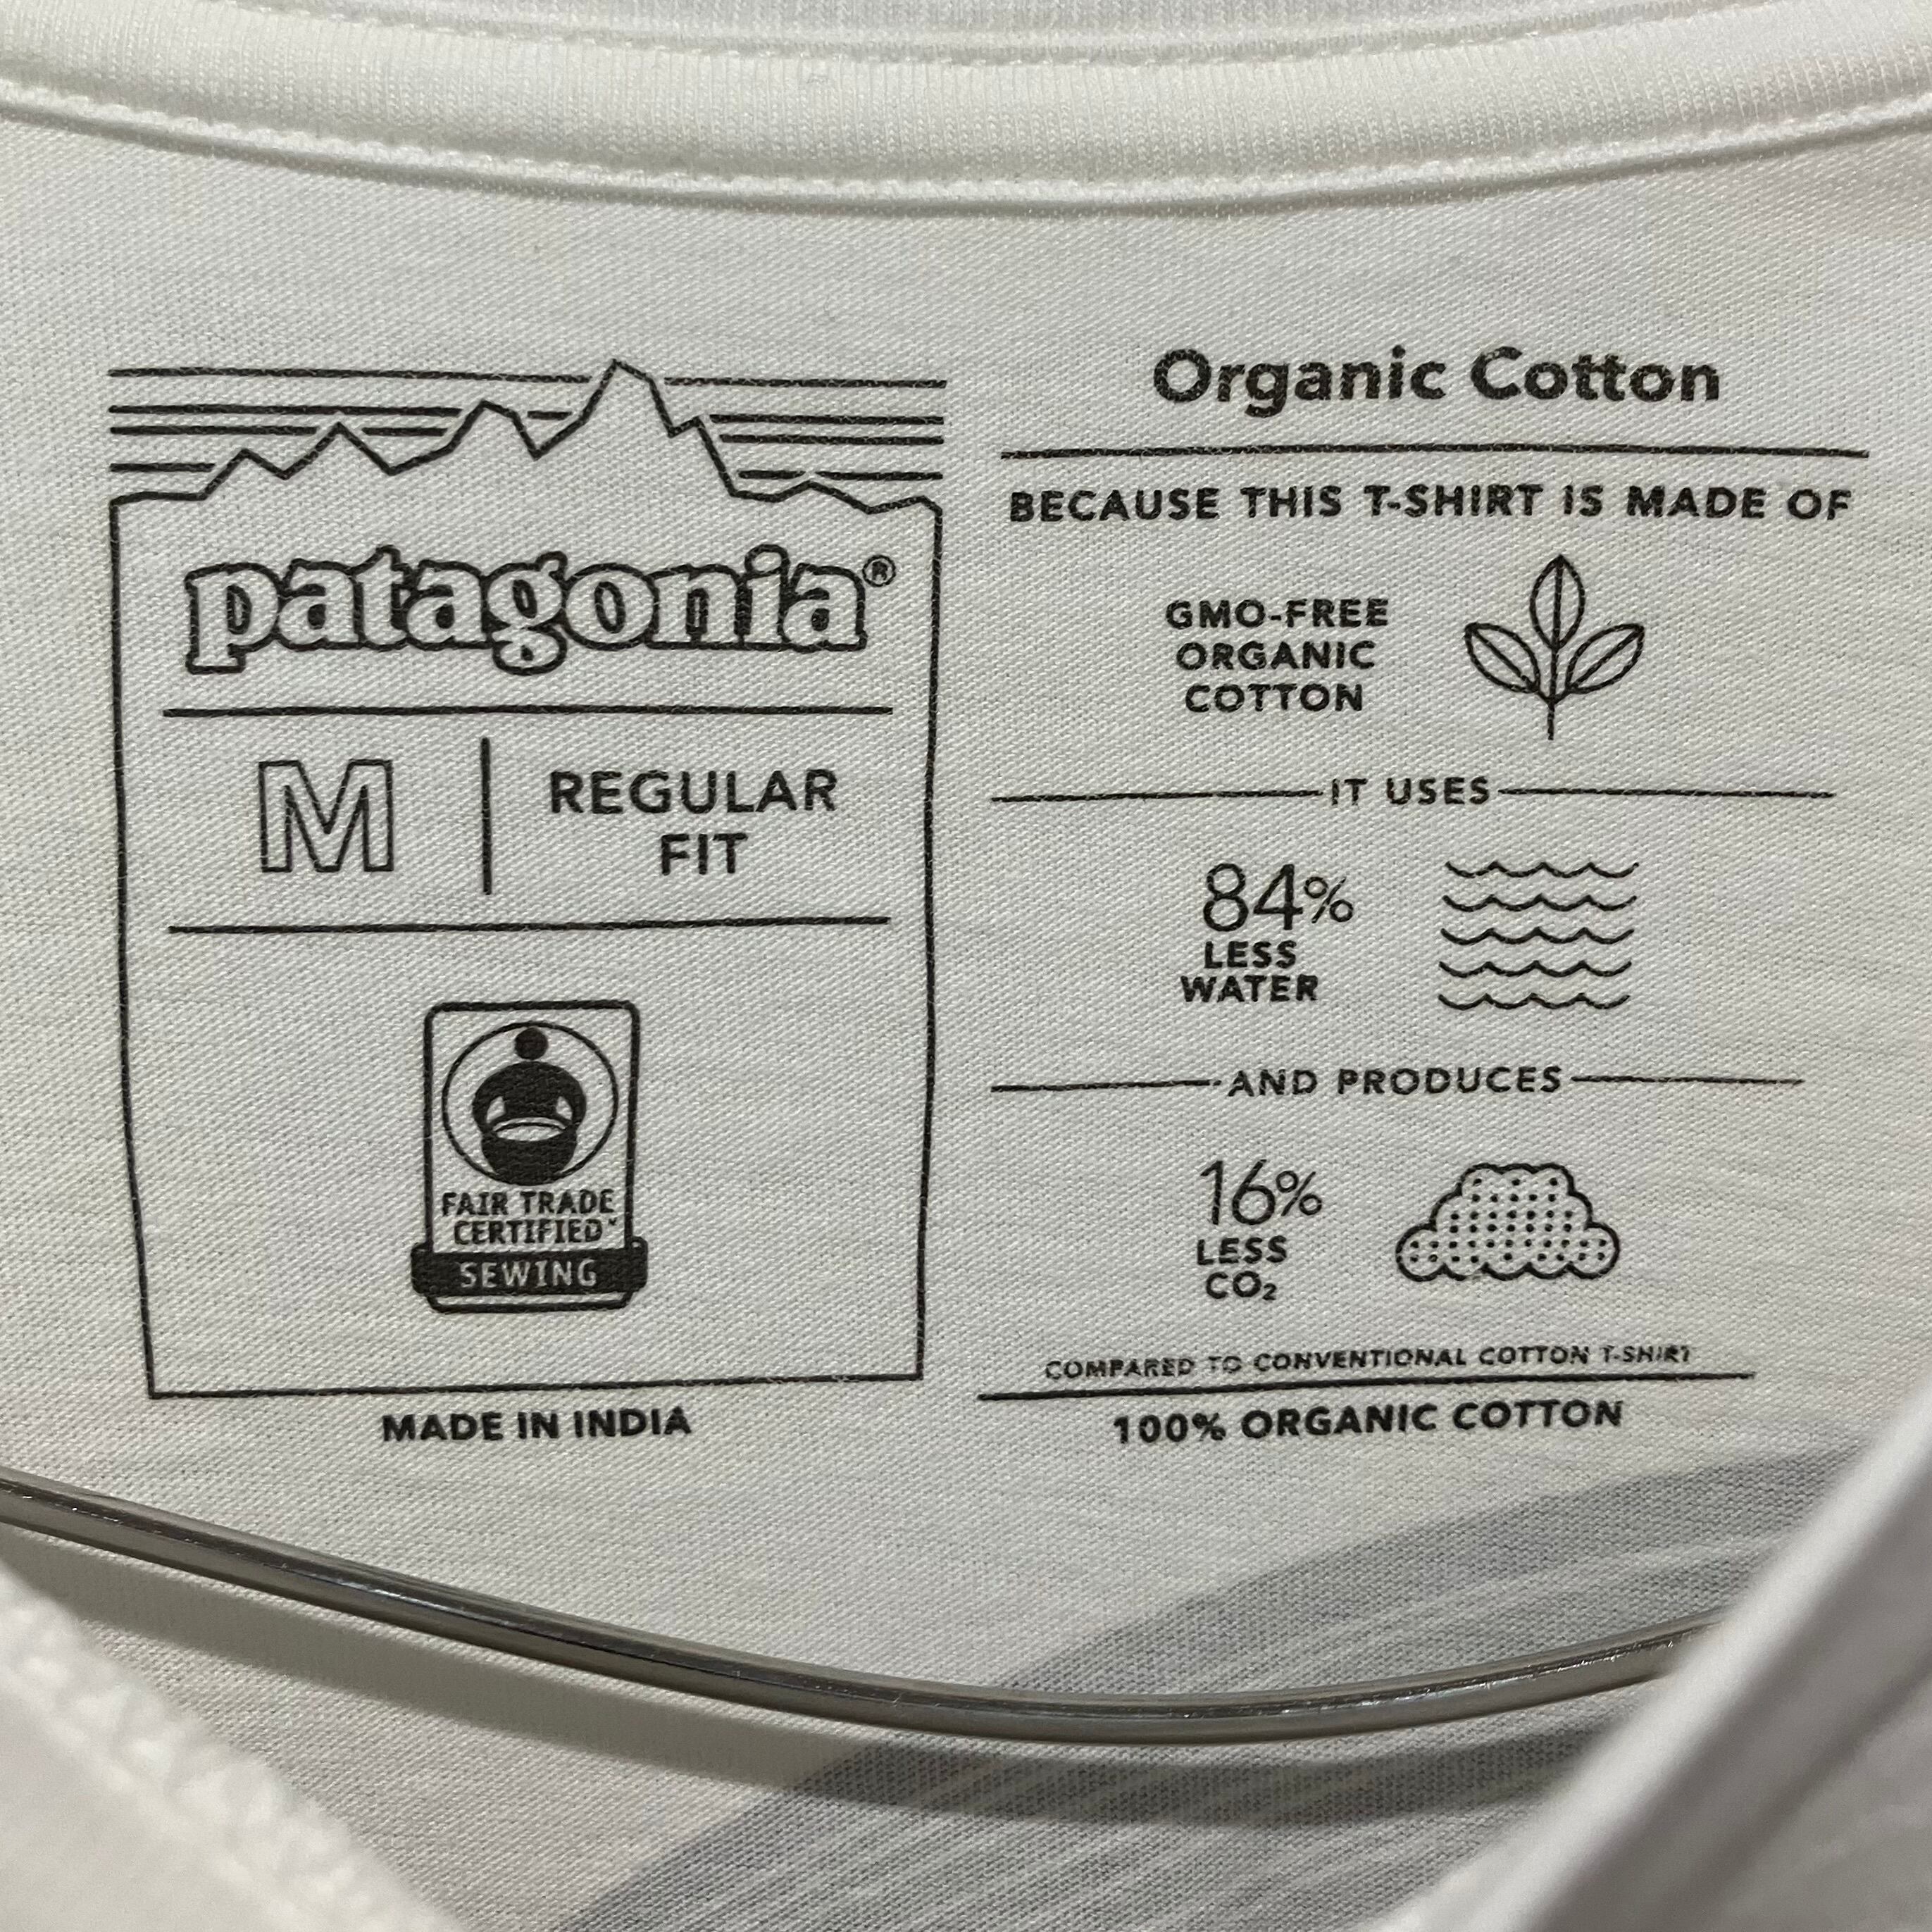 patagonia®
M
REGULAR
FIT
FAIR TRADE
CERTIFIED™
SEWING
MADE IN INDIA
Organic Cotton
BECAUSE THIS T-SHIRT IS MADE OF
GMO-FREE
ORGANIC
COTTON
IT USES
84%
LESS
WATER
AND PRODUCES
16%
LESS
CO₂
COMPARED TO CONVENTIONAL COTTON T-SHIRT
100% ORGANIC COTTON